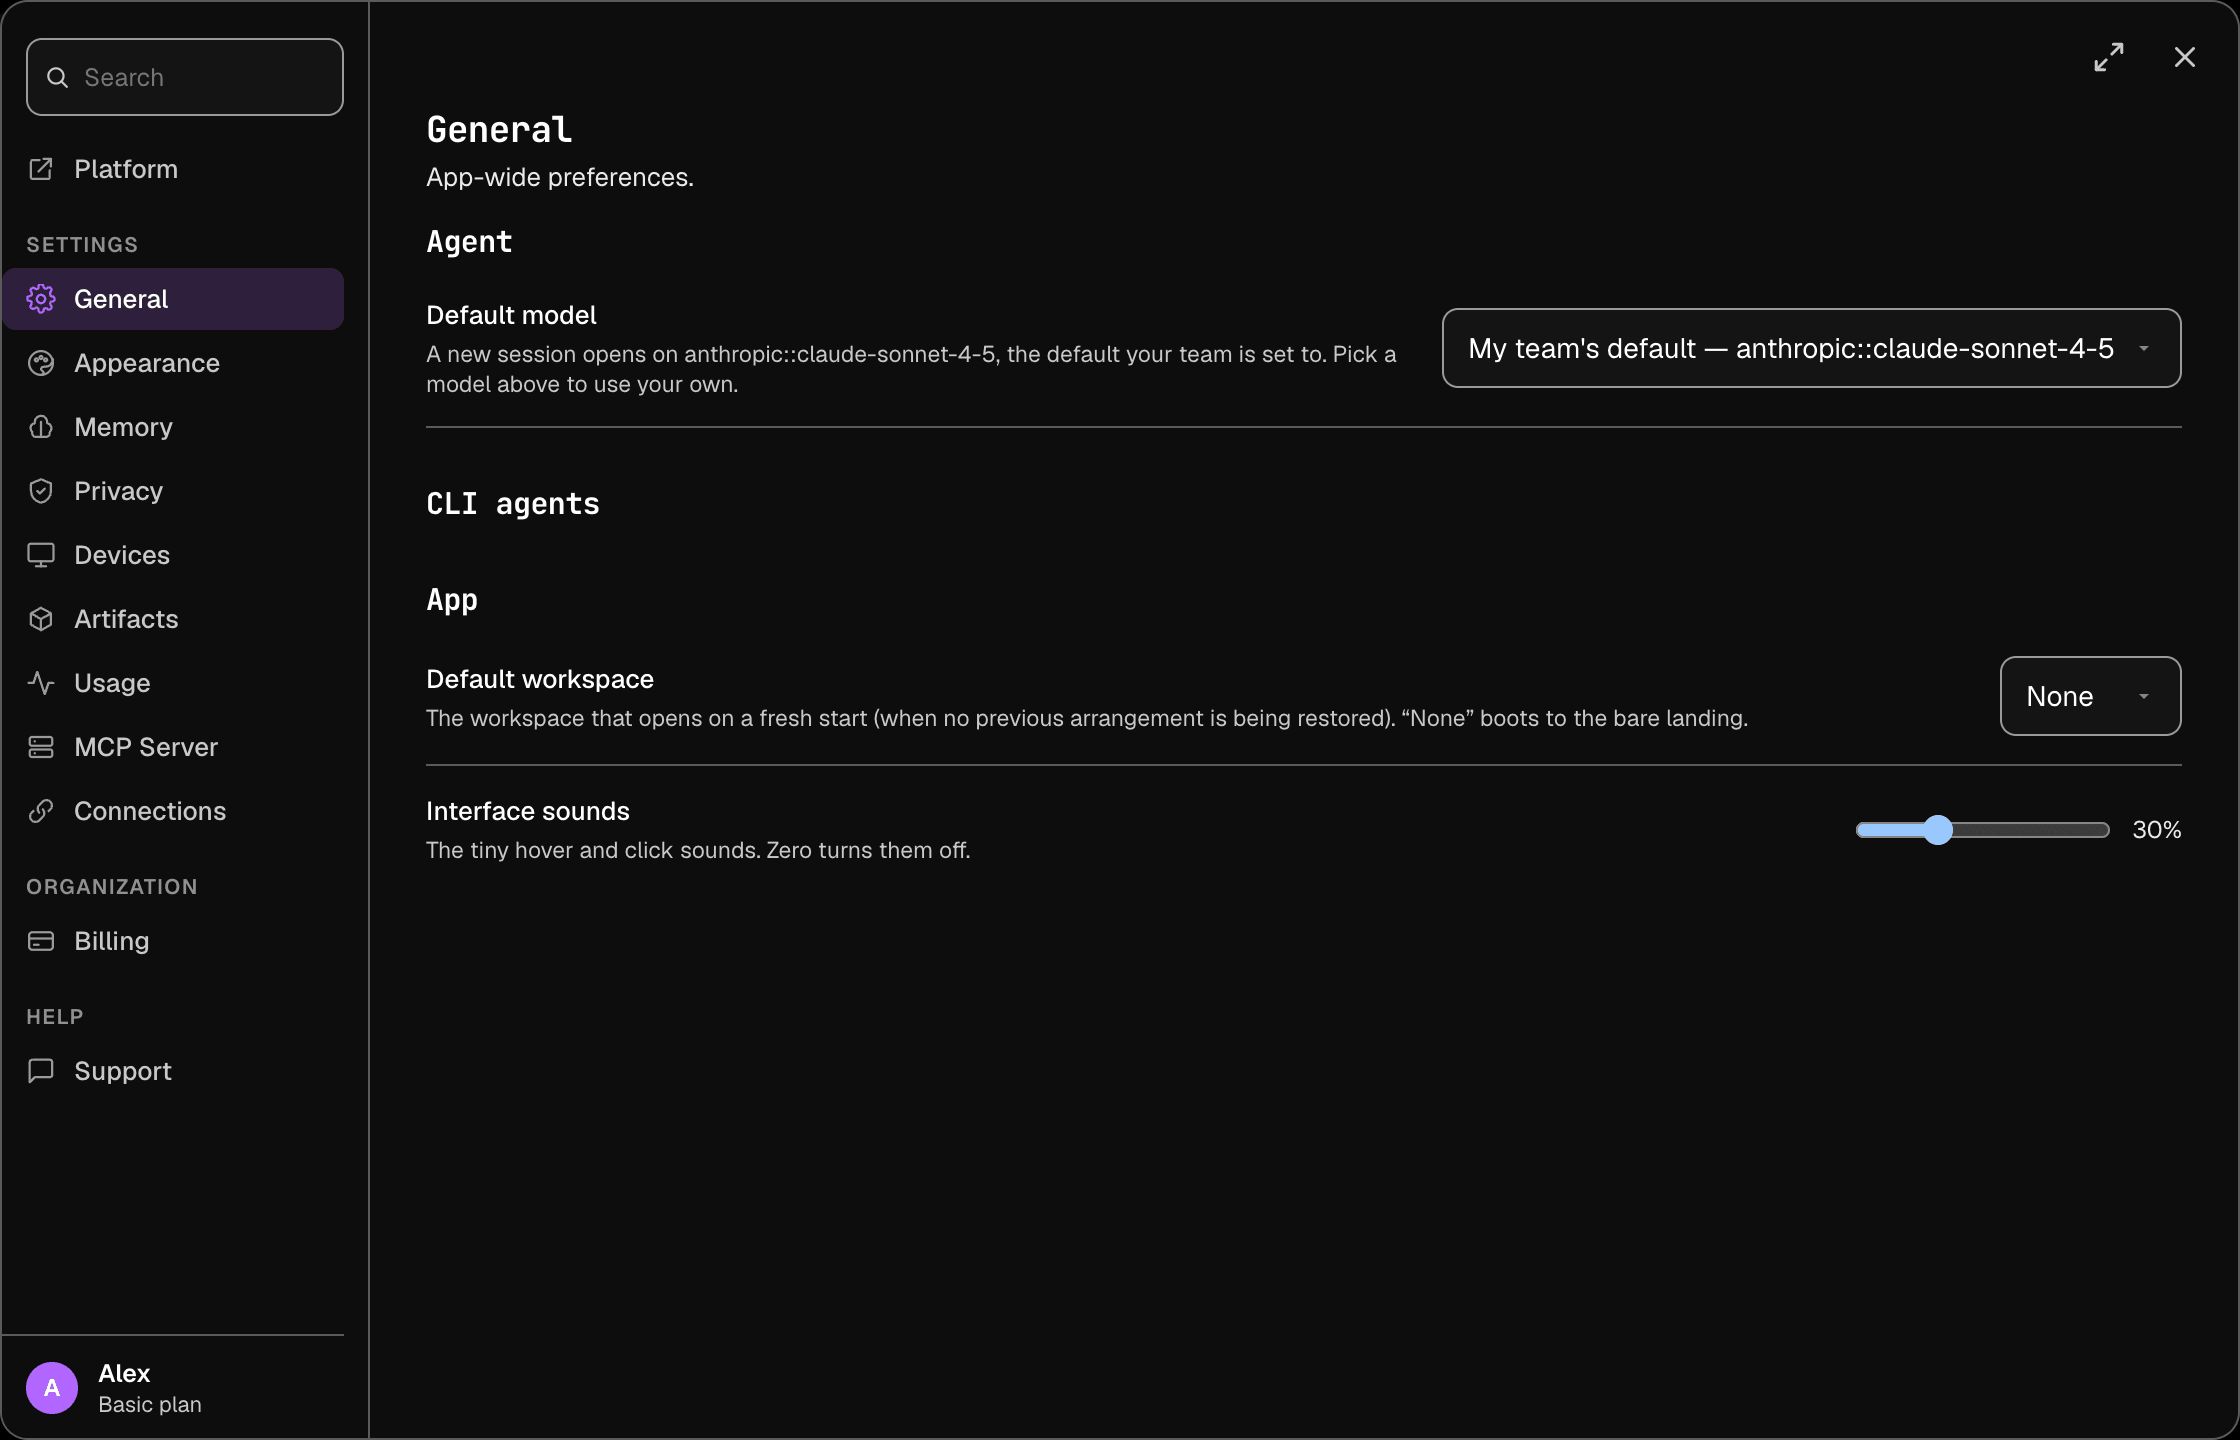 Search
Platform
SETTINGS
General
Appearance
Memory
Privacy
Devices
Artifacts
Usage
MCP Server
Connections
ORGANIZATION
Billing
HELP
Support
A
Alex
Basic plan
General
App-wide preferences.
Agent
Default model
A new session opens on anthropic::claude-sonnet-4-5, the default your team is set to. Pick a
model above to use your own.
My team's default — anthropic::claude-sonnet-4-5
CLI agents
App
Default workspace
The workspace that opens on a fresh start (when no previous arrangement is being restored). “None” boots to the bare landing.
None
Interface sounds
The tiny hover and click sounds. Zero turns them off.
30%